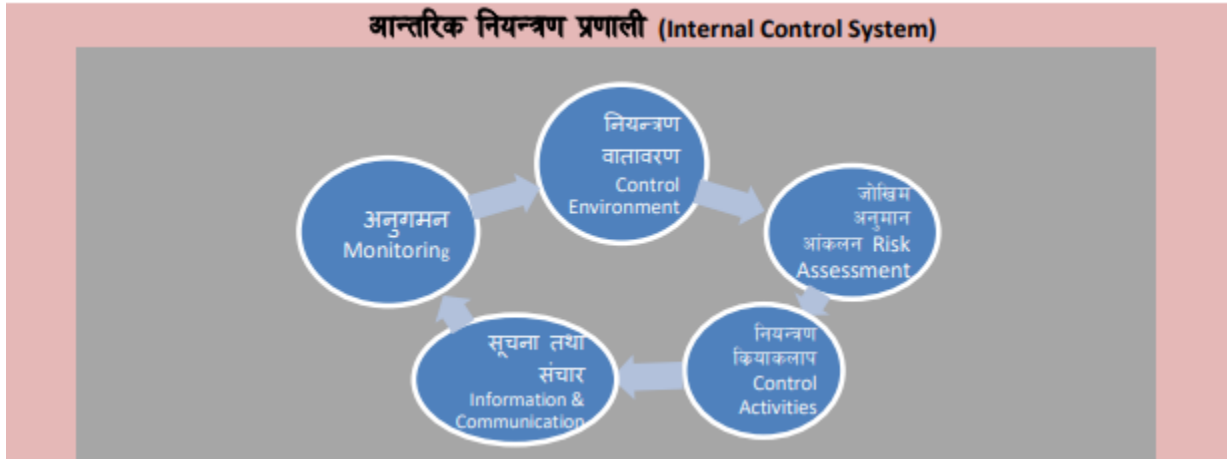 आन्तरिक नियन्त्रण प्रणाली (Internal Control System)
नियन्त्रण
वातावरण
Control
Environment
जोखिम
अनुमान
आंकलन Risk
Assessment
नियन्त्रण
क्रियाकलाप
Control
Activities
सूचना तथा
संचार
Information &
Communication
अनुगमन
Monitoring